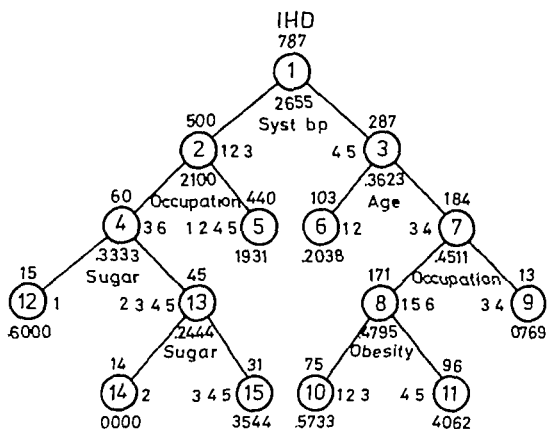 IHD
787
1
2655
Syst bp
500 287
2 1 2 3 4 5 3
2100 .3623
60 Occupation 440 103 Age 184
4 3 6 1 2 4 5 5 6 1 2 3 4 7
.3333 1931 .2038 .4511
15 Sugar 45 171 Occupation 13
12 1 2 3 4 5 13 8 1 5 6 3 4 9
.6000 .2444 .4795 0769
14 Sugar 31 75 Obesity 96
14 2 3 4 5 15 10 1 2 3 4 5 11
0000 3544 .5733 4062